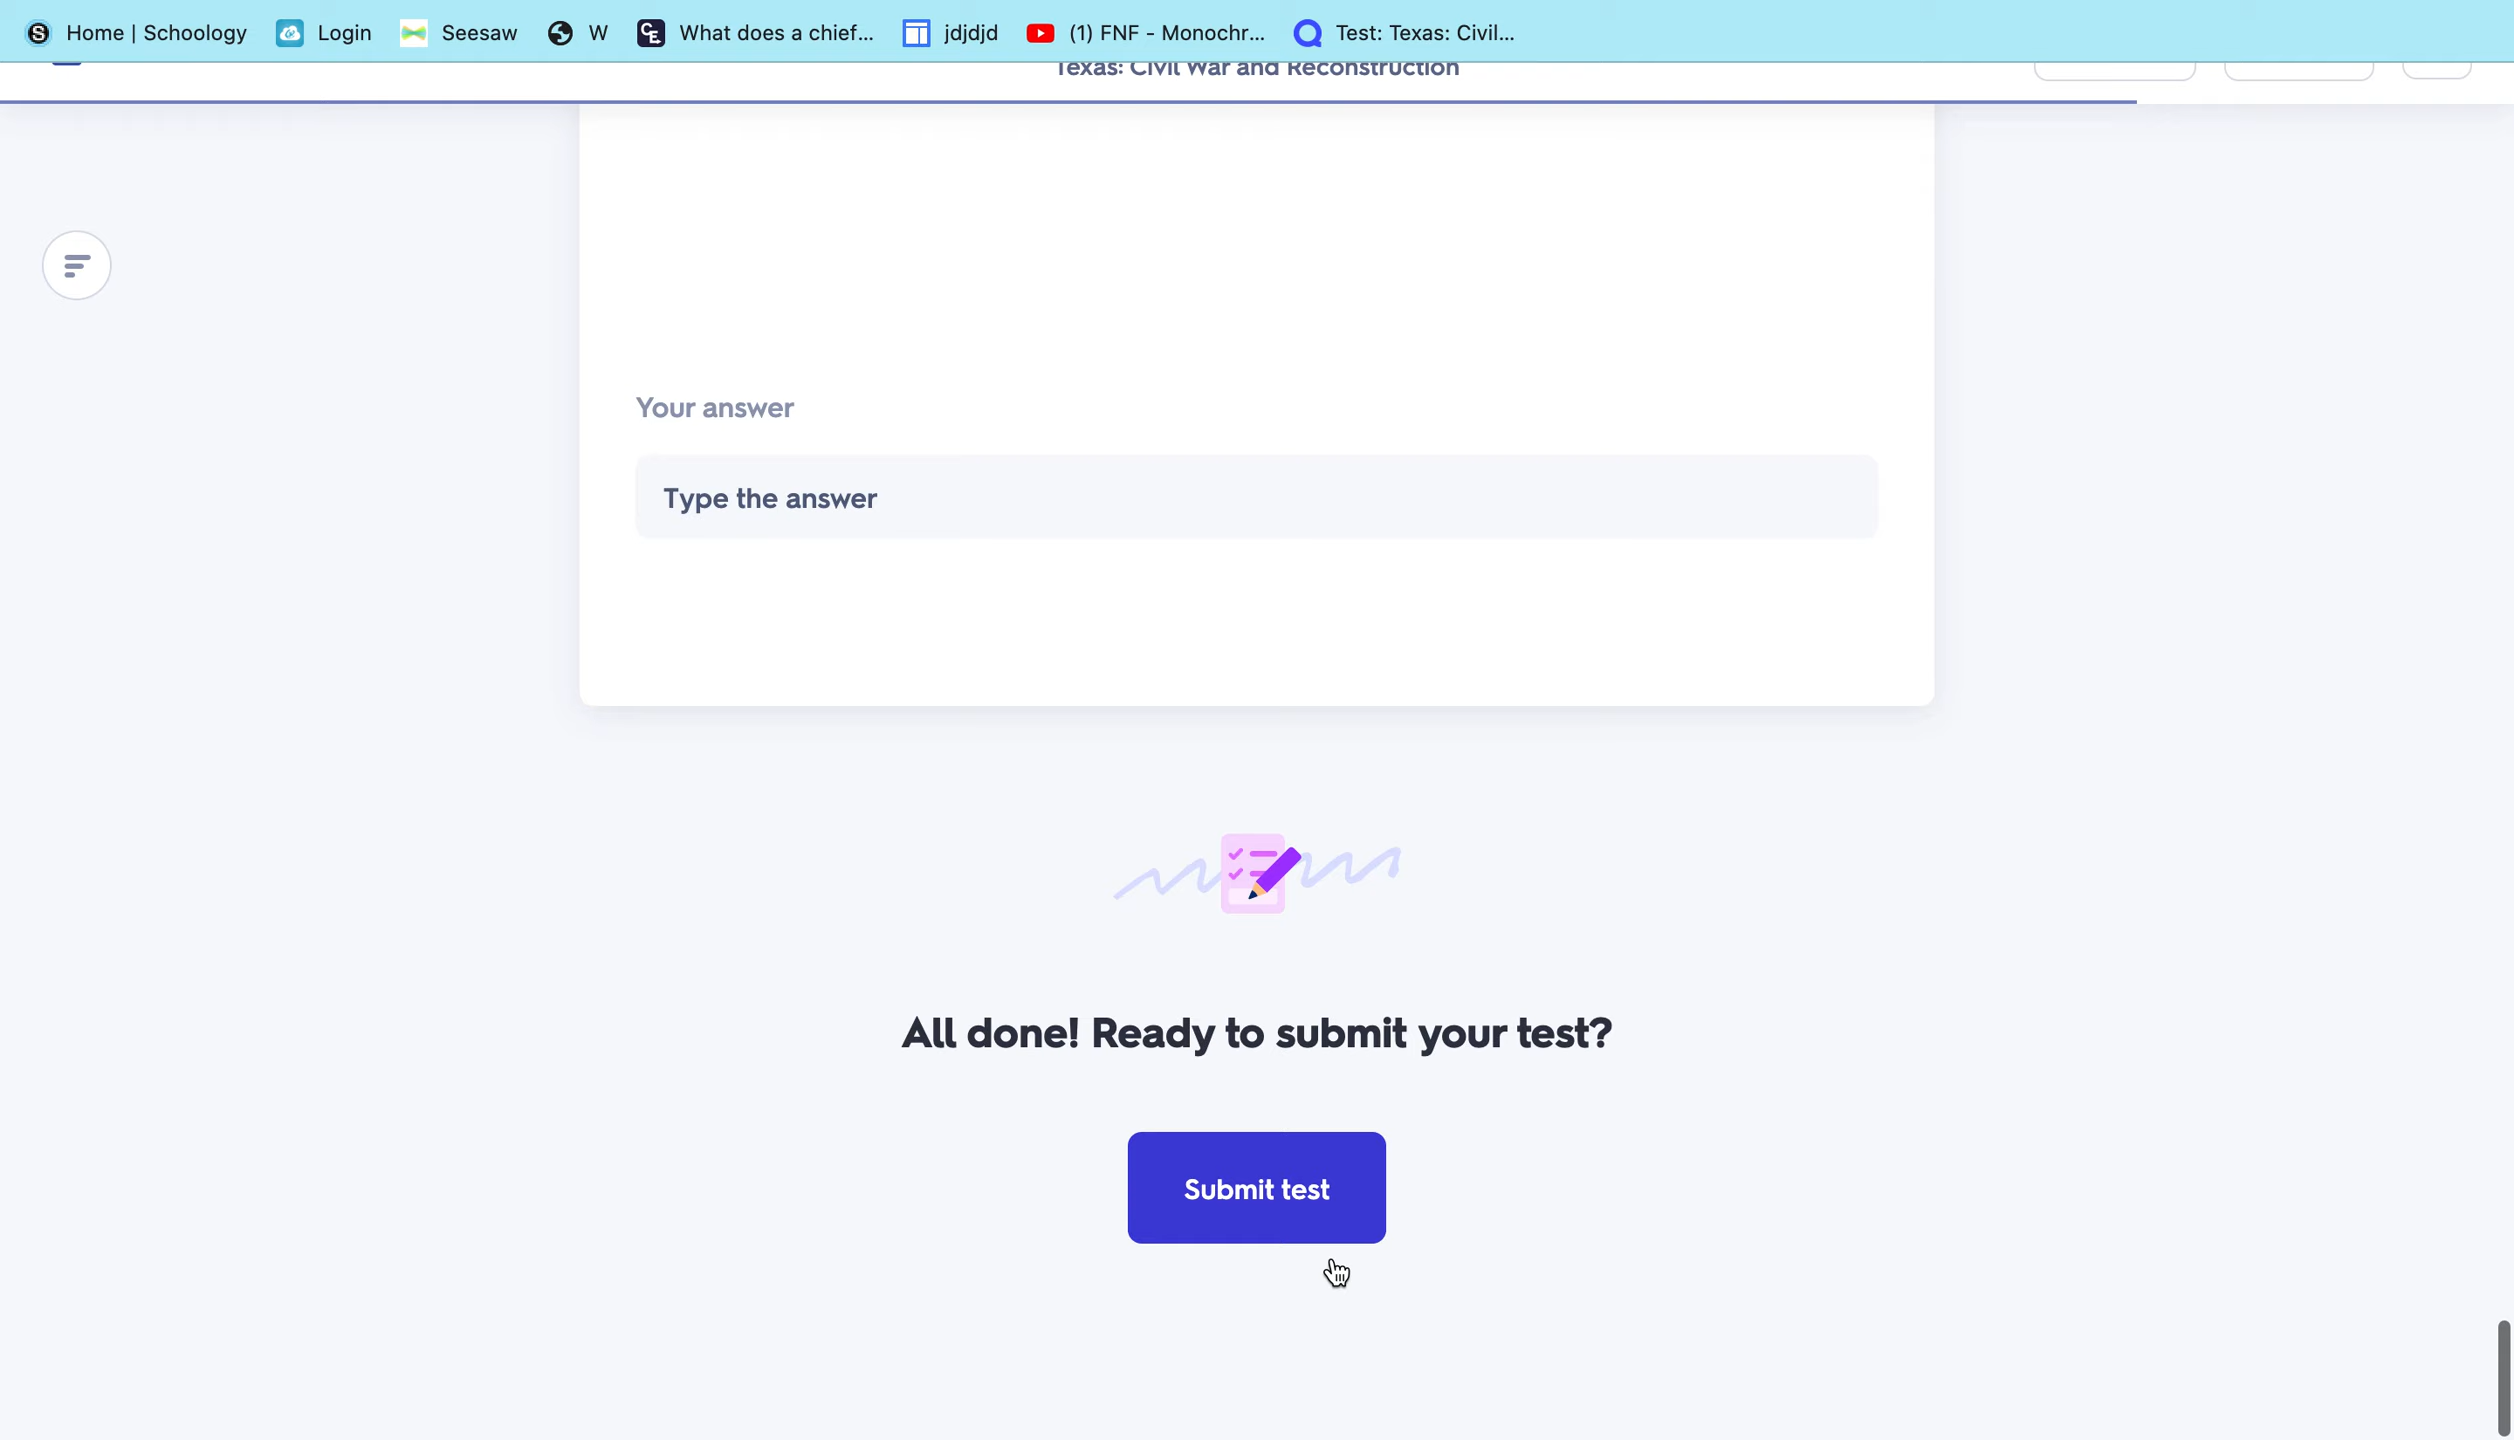 Home | Schoology Login Seesaw W What does a chief... jdjdjd (1) FNF - Monochr... Test: Texas: Civil...
Texas: Civil War and Reconstruction
Your answer
Type the answer
All done! Ready to submit your test?
Submit test